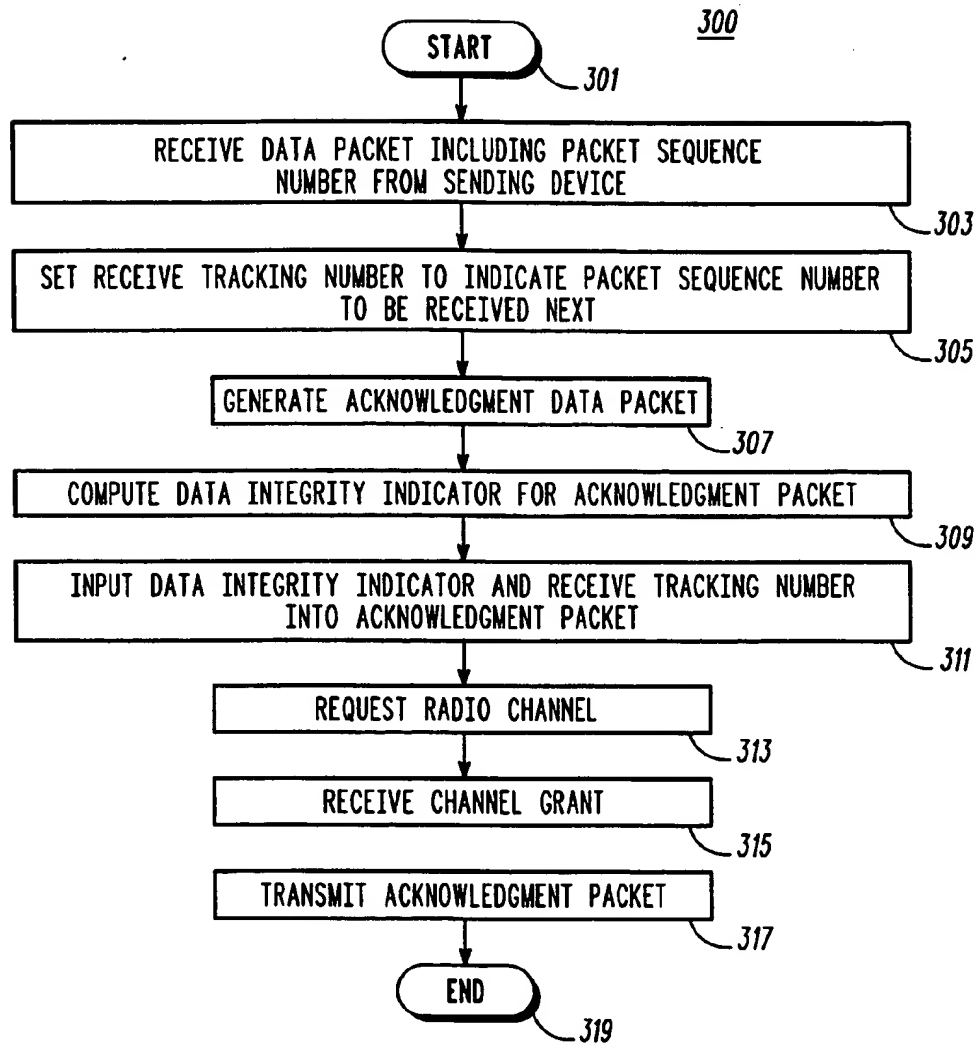 300
START
301
RECEIVE DATA PACKET INCLUDING PACKET SEQUENCE
NUMBER FROM SENDING DEVICE
303
SET RECEIVE TRACKING NUMBER TO INDICATE PACKET SEQUENCE NUMBER
TO BE RECEIVED NEXT
305
GENERATE ACKNOWLEDGMENT DATA PACKET
307
COMPUTE DATA INTEGRITY INDICATOR FOR ACKNOWLEDGMENT PACKET
309
INPUT DATA INTEGRITY INDICATOR AND RECEIVE TRACKING NUMBER
INTO ACKNOWLEDGMENT PACKET
311
REQUEST RADIO CHANNEL
313
RECEIVE CHANNEL GRANT
315
TRANSMIT ACKNOWLEDGMENT PACKET
317
END
319